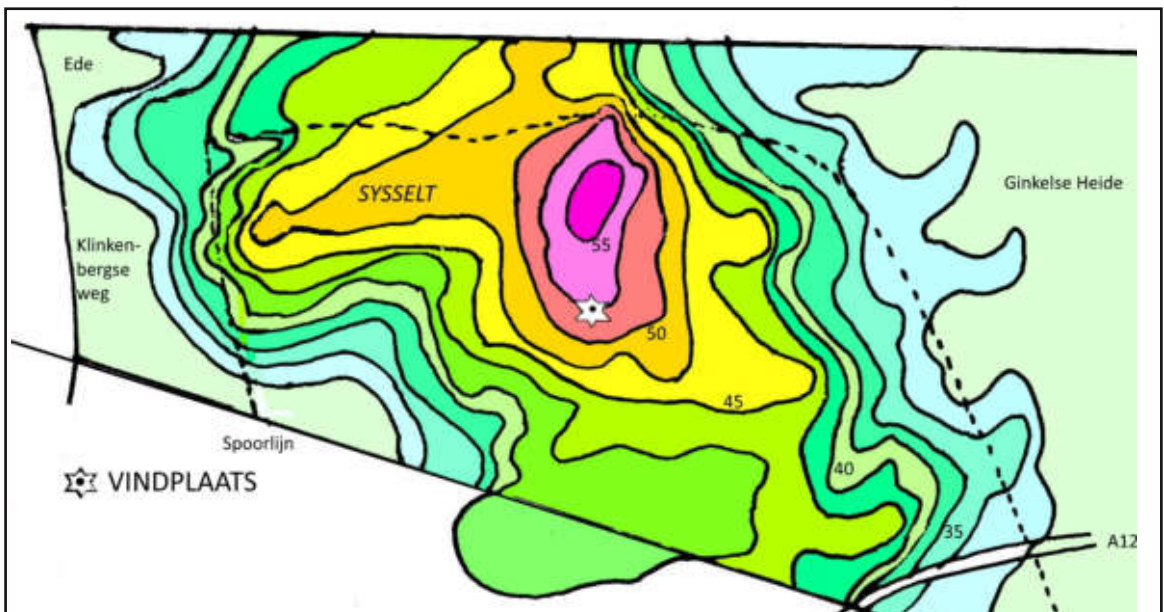 Ede
Ginkelse Heide
SYSSELT
Klinken-
bergse
weg
55
50
45
Spoorlijn
40
VINDPLAATS
35
A12